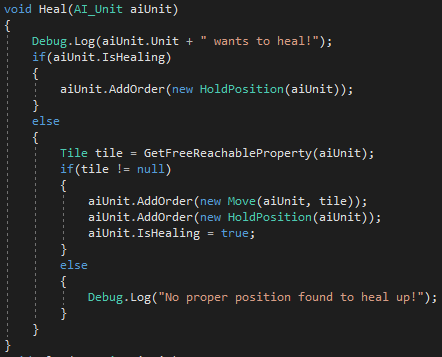 void Heal(AI_Unit aiUnit)
{
Debug.Log(aiUnit.Unit + " wants to heal!");
if(aiUnit.IsHealing)
{
aiUnit.AddOrder(new HoldPosition(aiUnit));
}
else
{
Tile tile = GetFreeReachableProperty(aiUnit);
if(tile != null)
{
aiUnit.AddOrder(new Move(aiUnit, tile));
aiUnit.AddOrder(new HoldPosition(aiUnit));
aiUnit.IsHealing = true;
}
else
{
Debug.Log("No proper position found to heal up!");
}
}
}